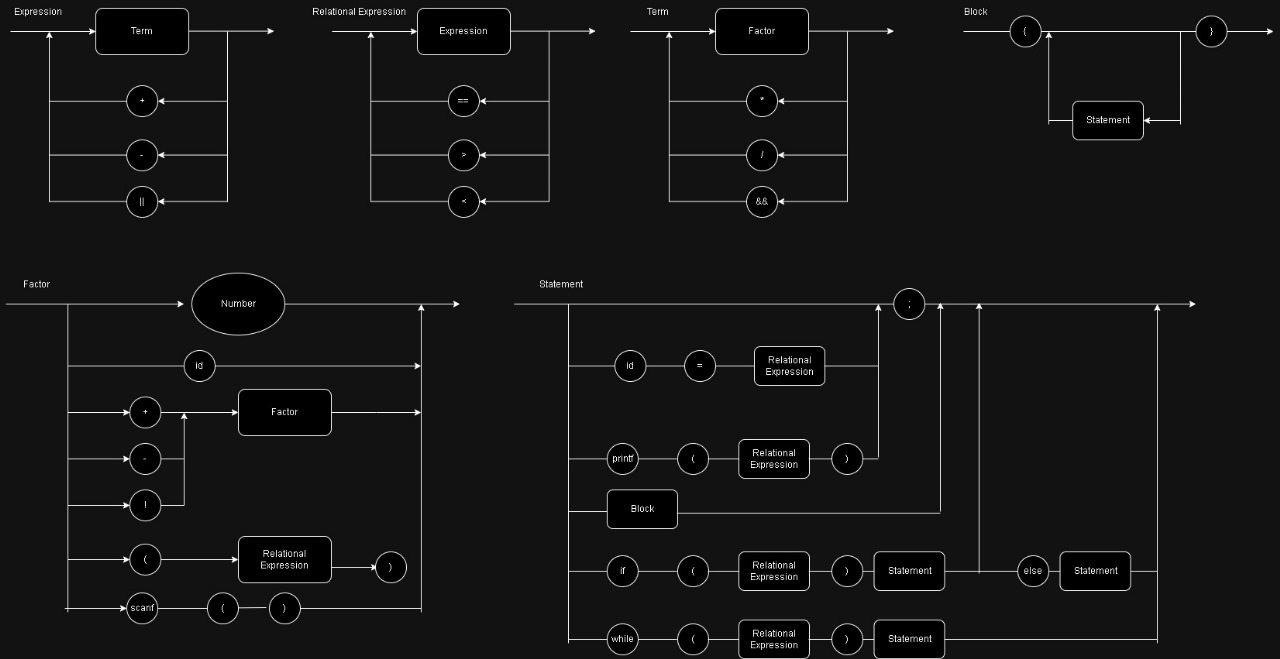 Expression
Relational Expression
Term
Block
Term
Expression
Factor
{
}
+
==
*
Statement
-
>
/
||
<
&&
Factor
Statement
Number
;
id
id
=
Relational
Expression
+
Factor
-
printf
(
Relational
Expression
)
!
Block
(
Relational
Expression
)
if
(
Relational
Expression
)
Statement
else
Statement
scanf
(
)
while
(
Relational
Expression
)
Statement